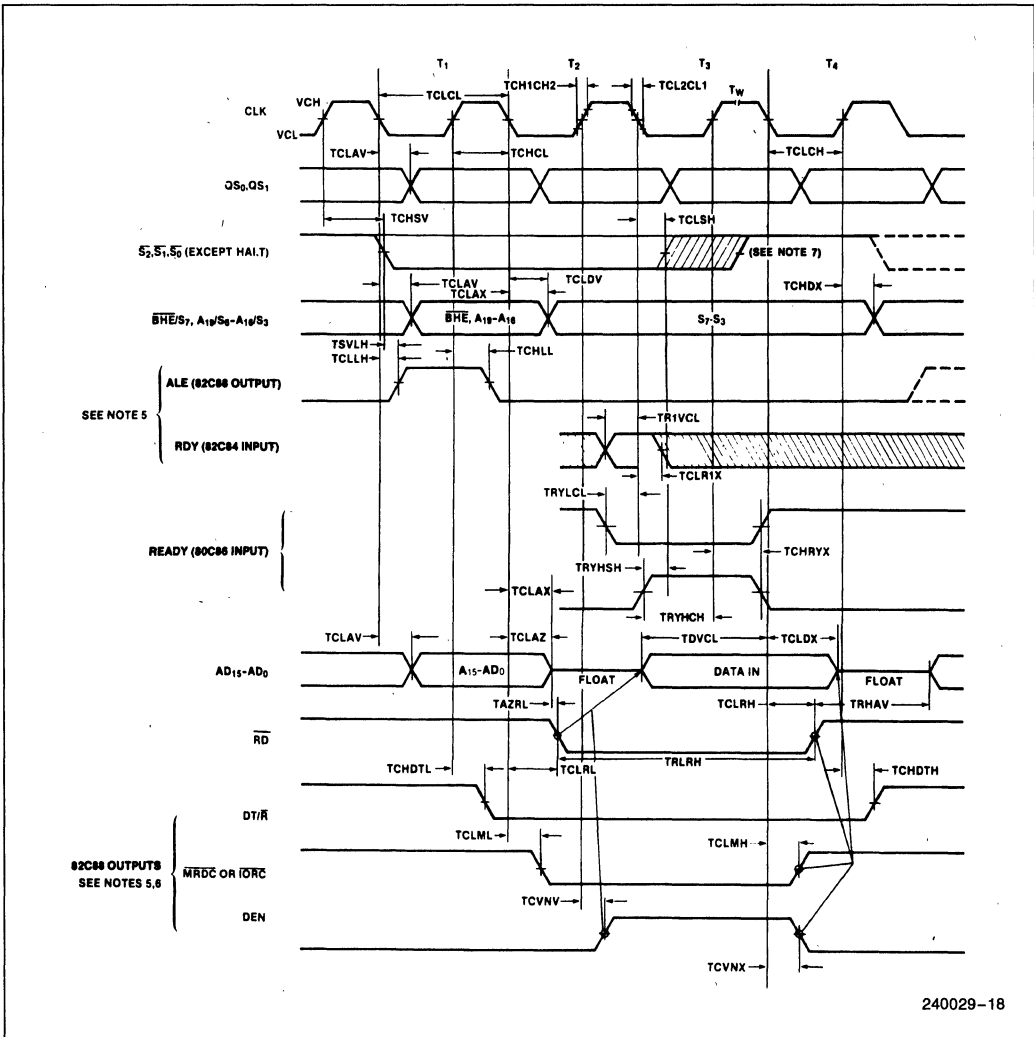 T1 T2 T3 T4
TCLCL TCH1CH2 TCL2CL1 TW
VCH
CLK
VCL
TCLAV TCHCL TCLCH
QS0,QS1
TCHSV TCLSH
S2,S1,S0 (EXCEPT HALT) (SEE NOTE 7)
TCLAV TCLDV TCHDX
TCLAX
BHE/S7, A19/S6–A16/S3 BHE, A19–A16 S7–S3
TSVLH TCHLL
TCLLH
ALE (82C88 OUTPUT)
SEE NOTE 5
TR1VCL
RDY (82C84 INPUT)
TCLR1X
TRYLCL
READY (80C86 INPUT)
TCHRYX
TRYHSH
TCLAX
TRYHCH
TCLAV TCLAZ TDVCL TCLDX
AD15–AD0 A15–AD0 FLOAT DATA IN FLOAT
TAZRL TCLRH TRHAV
RD
TCHDTL TCLRL TRLRH TCHDTH
DT/R
TCLML TCLMH
82C88 OUTPUTS
SEE NOTES 5,6
MRDC OR IORC
TCVNV
DEN
TCVNX
240029–18